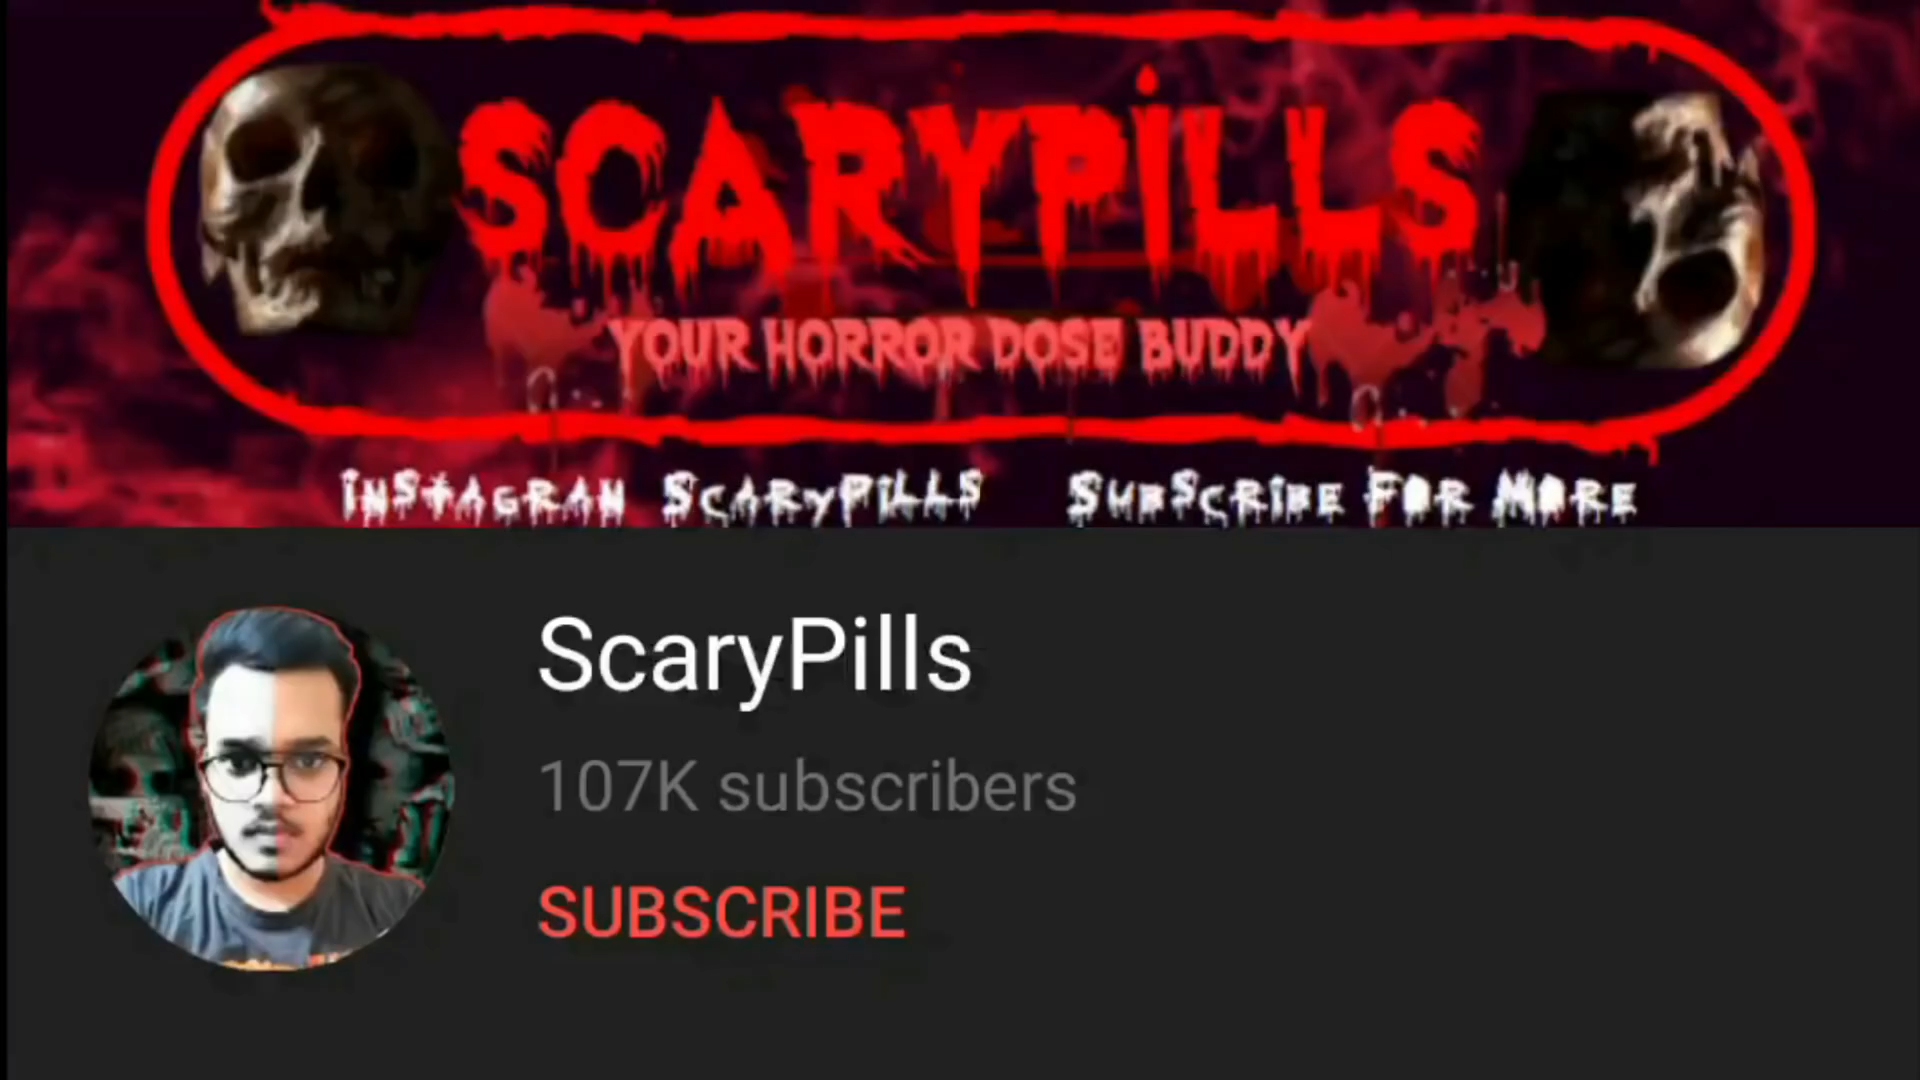 SCARYPiLLS
YOUR HORROR DOSE BUDDY
iNStAGRAM ScARyPiLLS SUBScRiBE FOR MORE
ScaryPills
107K subscribers
SUBSCRIBE